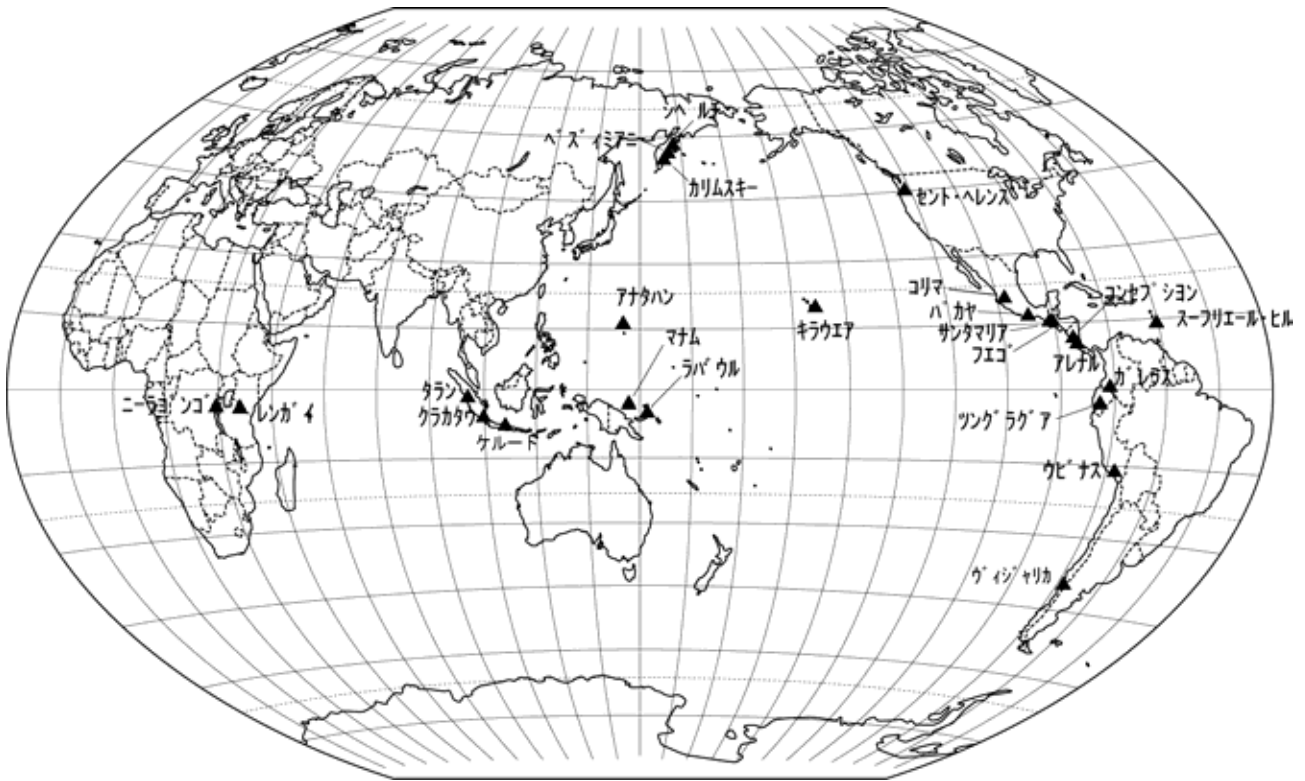 シベルチ
ベズィミアニー
カリムスキー
セント・ヘレンズ
コリマ
パカヤ
サンタマリア
フエゴ
コンセプシヨン
スーフリエール・ヒル
アレナル
アナタハン
キラウエア
マナム
ラバウル
タラン
クラカタウ
ケルート
ニーラゴンゴ
レンガイ
ガレラス
ツングラグア
ウビナス
ヴィジャリカ